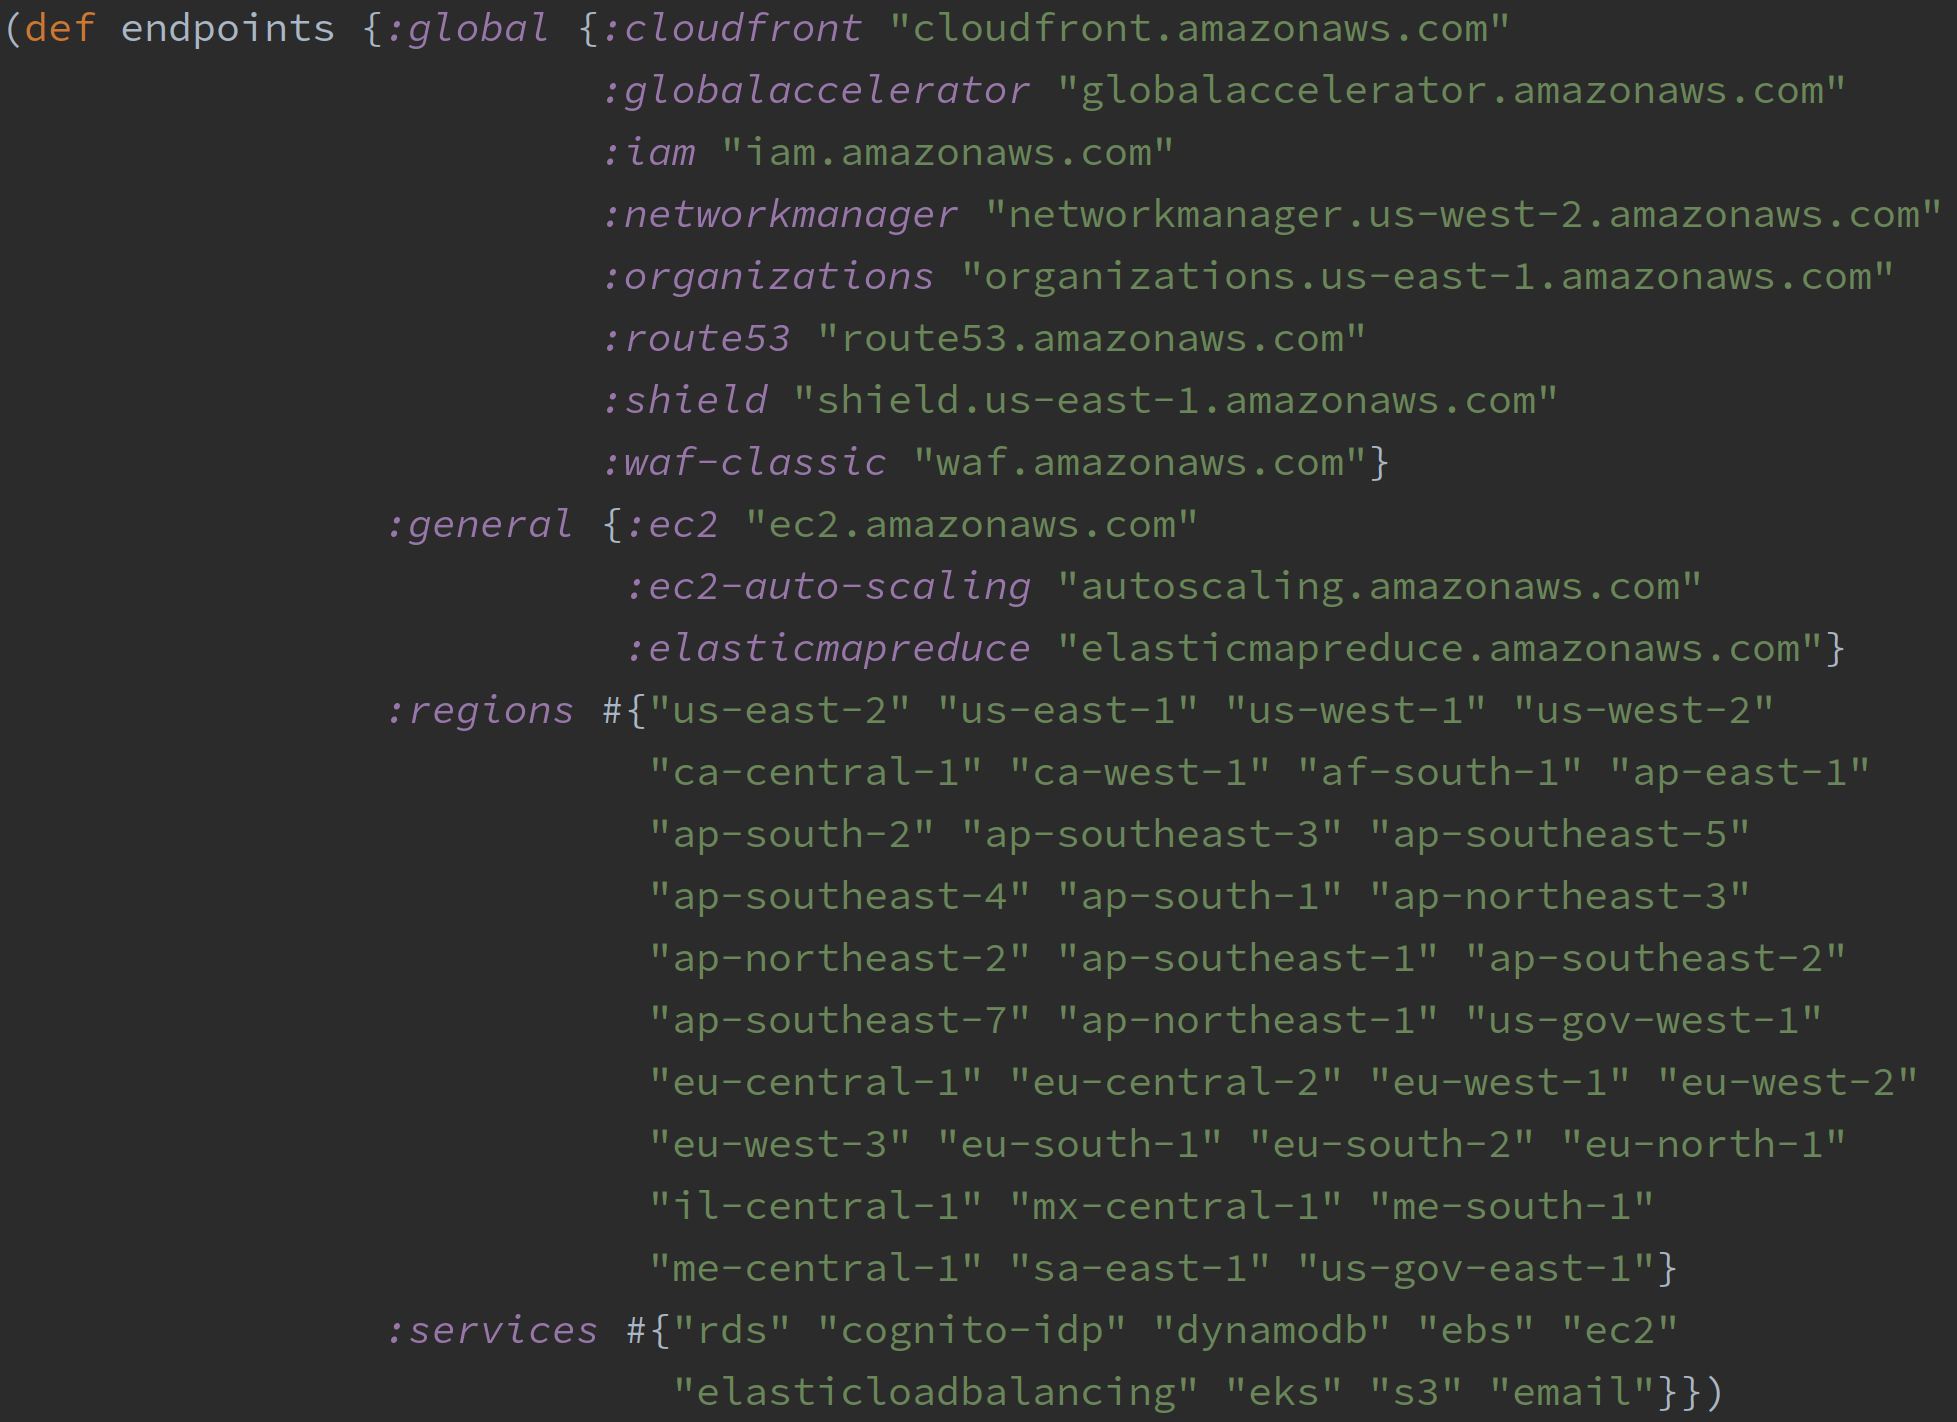 (def endpoints {:global {:cloudfront "cloudfront.amazonaws.com"
                         :globalaccelerator "globalaccelerator.amazonaws.com"
                         :iam "iam.amazonaws.com"
                         :networkmanager "networkmanager.us-west-2.amazonaws.com"
                         :organizations "organizations.us-east-1.amazonaws.com"
                         :route53 "route53.amazonaws.com"
                         :shield "shield.us-east-1.amazonaws.com"
                         :waf-classic "waf.amazonaws.com"}
                :general {:ec2 "ec2.amazonaws.com"
                          :ec2-auto-scaling "autoscaling.amazonaws.com"
                          :elasticmapreduce "elasticmapreduce.amazonaws.com"}
                :regions #{"us-east-2" "us-east-1" "us-west-1" "us-west-2"
                           "ca-central-1" "ca-west-1" "af-south-1" "ap-east-1"
                           "ap-south-2" "ap-southeast-3" "ap-southeast-5"
                           "ap-southeast-4" "ap-south-1" "ap-northeast-3"
                           "ap-northeast-2" "ap-southeast-1" "ap-southeast-2"
                           "ap-southeast-7" "ap-northeast-1" "us-gov-west-1"
                           "eu-central-1" "eu-central-2" "eu-west-1" "eu-west-2"
                           "eu-west-3" "eu-south-1" "eu-south-2" "eu-north-1"
                           "il-central-1" "mx-central-1" "me-south-1"
                           "me-central-1" "sa-east-1" "us-gov-east-1"}
                :services #{"rds" "cognito-idp" "dynamodb" "ebs" "ec2"
                            "elasticloadbalancing" "eks" "s3" "email"}})